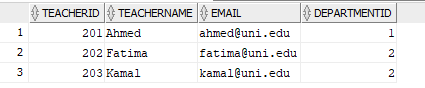 TEACHERID TEACHERNAME EMAIL DEPARTMENTID
1 201 Ahmed ahmed@uni.edu 1
2 202 Fatima fatima@uni.edu 2
3 203 Kamal kamal@uni.edu 2